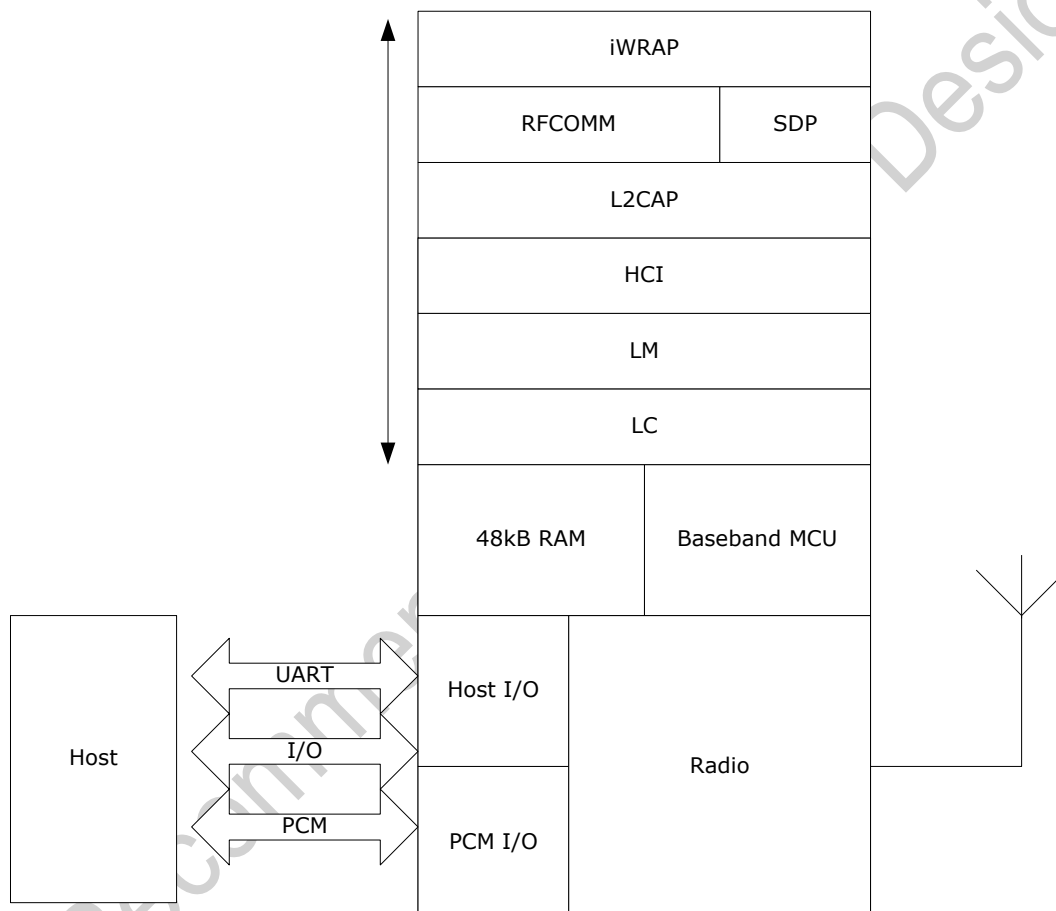 iWRAP
RFCOMM SDP
L2CAP
HCI
LM
LC
48kB RAM Baseband MCU
UART
Host I/O
I/O
Host
Radio
PCM
PCM I/O